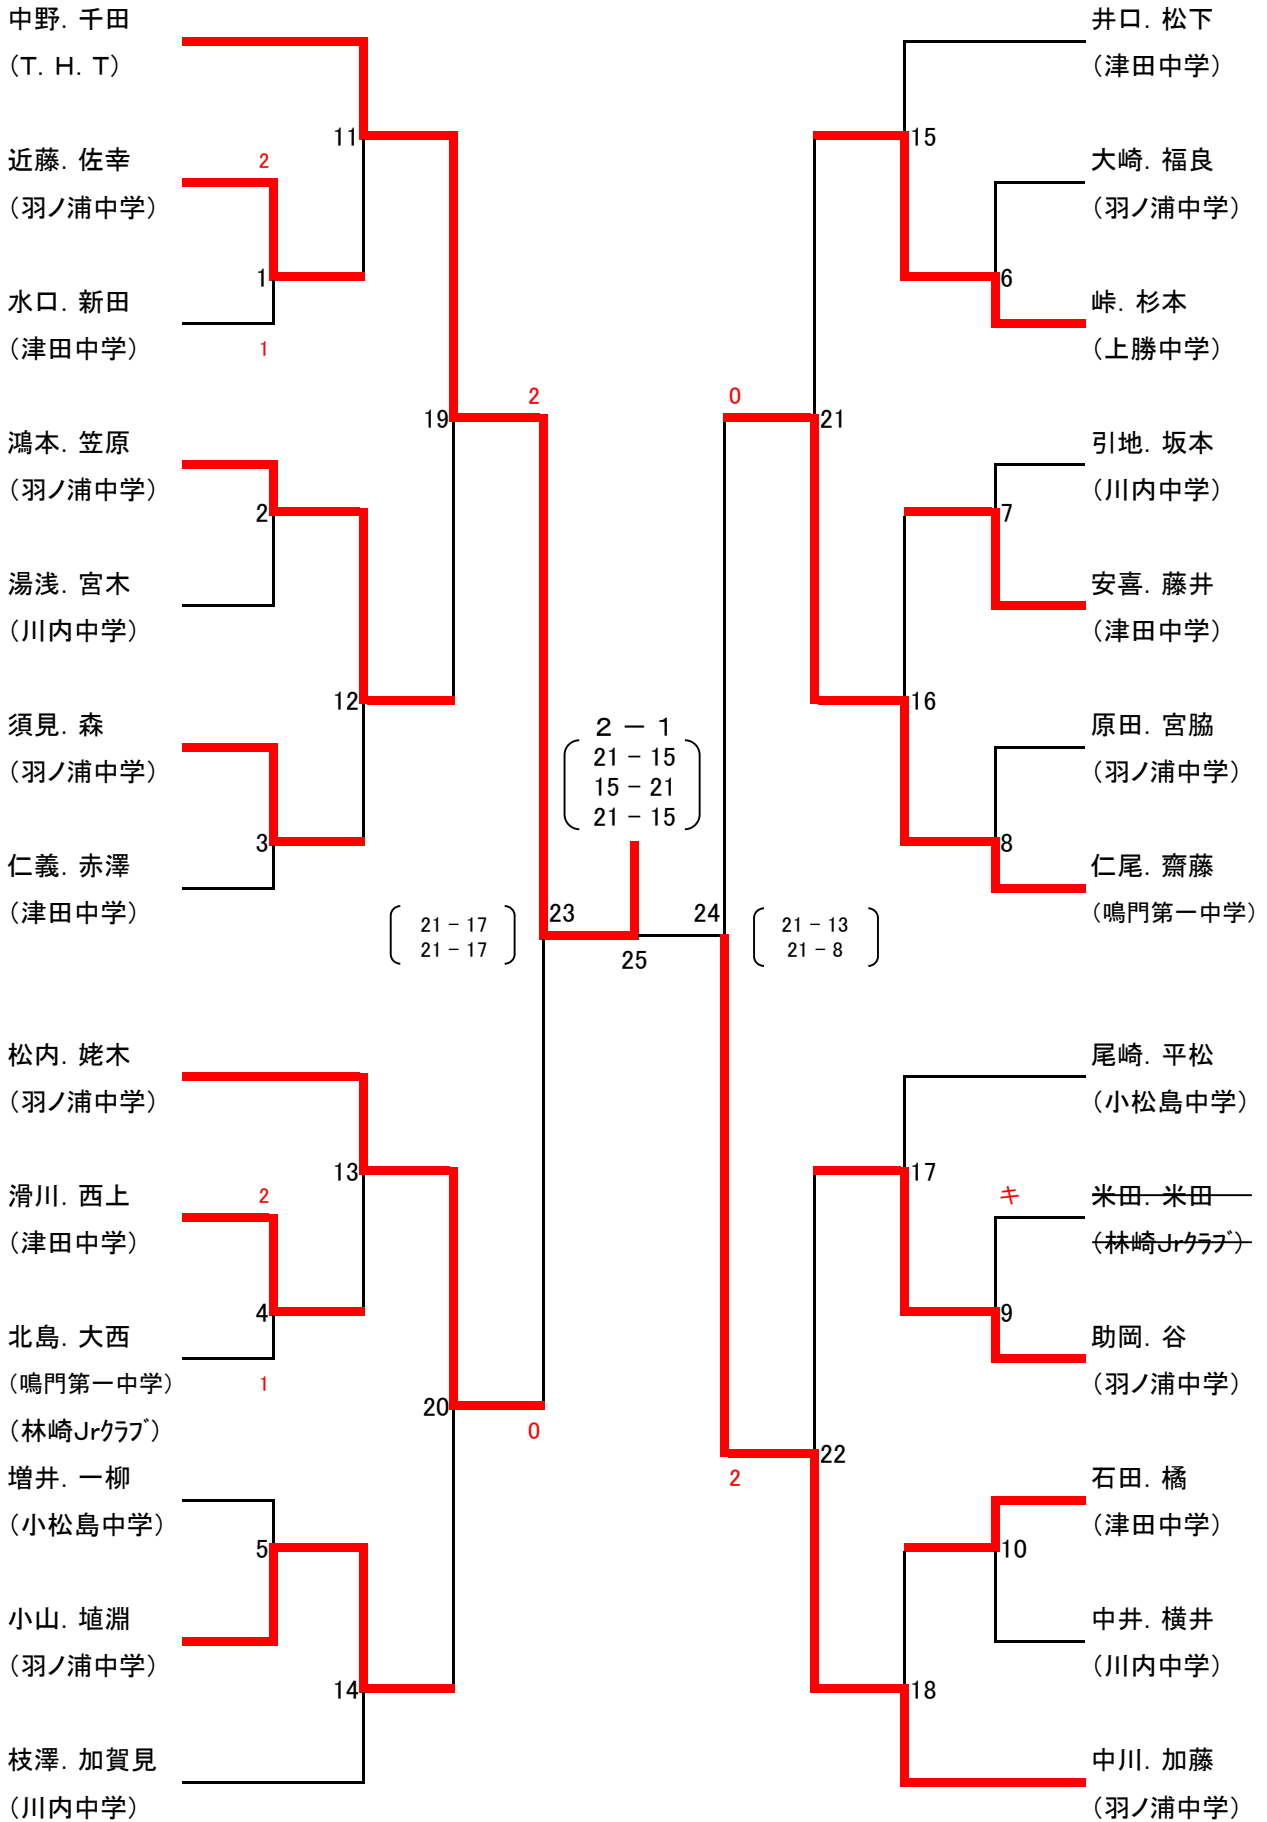 中野. 千田
(T. H. T)
11
近藤. 佐幸
2
(羽ノ浦中学)
1
水口. 新田
(津田中学)
1
19
2
鴻本. 笠原
(羽ノ浦中学)
2
湯浅. 宮木
(川内中学)
12
須見. 森
(羽ノ浦中学)
3
仁義. 赤澤
(津田中学)
21 - 17
21 - 17
23
松内. 姥木
(羽ノ浦中学)
13
滑川. 西上
2
(津田中学)
4
北島. 大西
(鳴門第一中学)
1
(林崎Jrクラブ)
20
0
増井. 一柳
(小松島中学)
5
小山. 埴淵
(羽ノ浦中学)
14
枝澤. 加賀見
(川内中学)
2 - 1
21 - 15
15 - 21
21 - 15
25
井口. 松下
(津田中学)
15
大崎. 福良
(羽ノ浦中学)
6
峠. 杉本
(上勝中学)
0
21
引地. 坂本
(川内中学)
7
安喜. 藤井
(津田中学)
16
原田. 宮脇
(羽ノ浦中学)
8
仁尾. 齋藤
(鳴門第一中学)
24
21 - 13
21 - 8
尾崎. 平松
(小松島中学)
17
キ
米田. 米田
(林崎Jrクラブ)
9
助岡. 谷
(羽ノ浦中学)
22
2
石田. 橘
(津田中学)
10
中井. 横井
(川内中学)
18
中川. 加藤
(羽ノ浦中学)